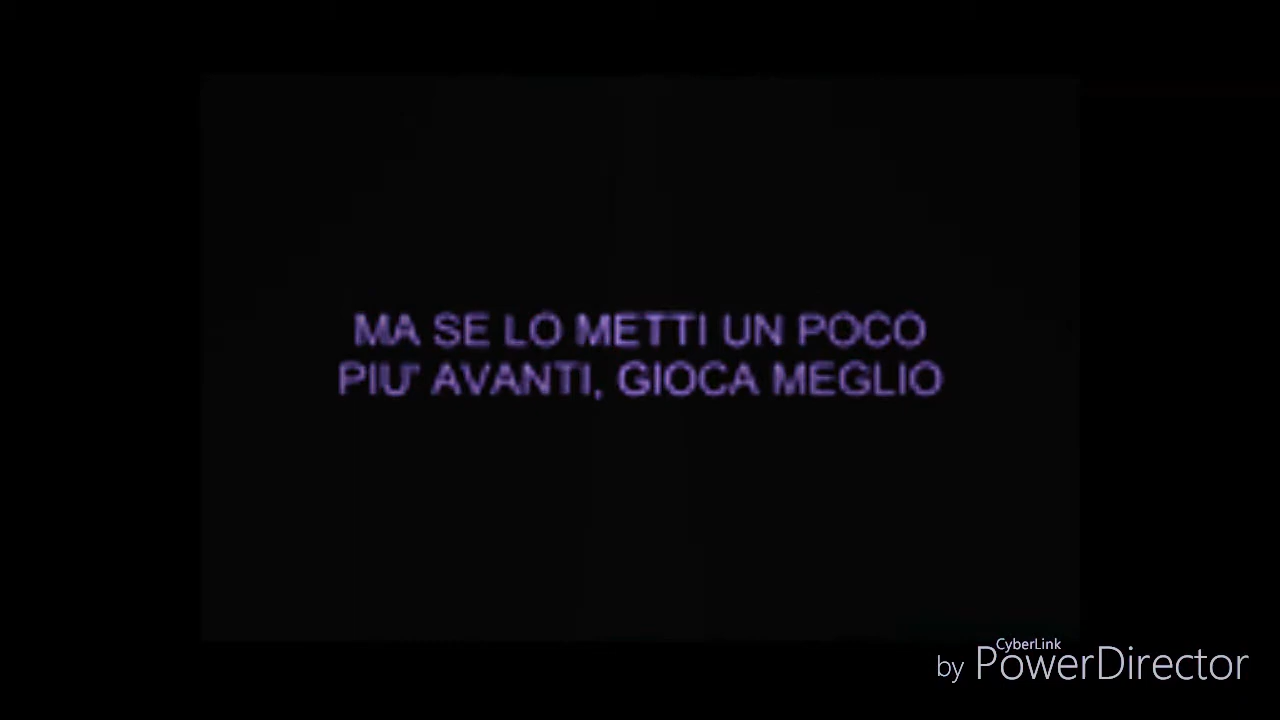 MA SE LO METTI UN POCO
PIU' AVANTI, GIOCA MEGLIO
CyberLink
by PowerDirector